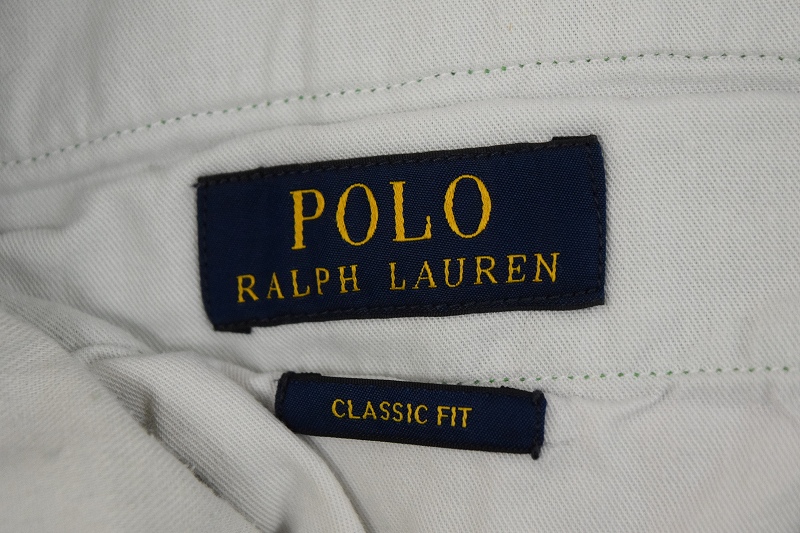 POLO
RALPH LAUREN
CLASSIC FIT